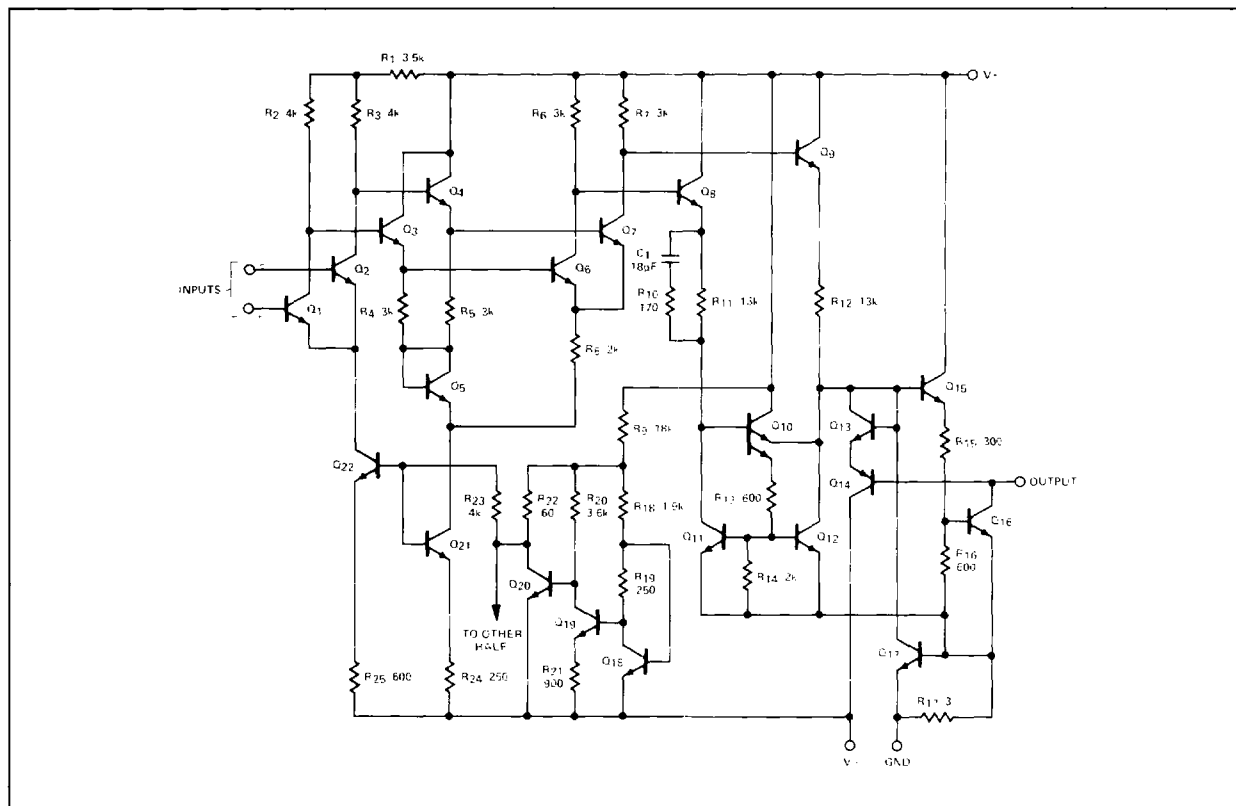 R1 3.5k
V-
R2 4k
R3 4k
R6 3k
R7 3k
Q9
Q4
Q8
Q3
Q7
C1
18µF
Q2
Q6
INPUTS
R10
170
R11 13k
R12 13k
Q1
R4 3k
R5 3k
R8 2k
Q5
Q15
Q10
Q13
R9 18k
R15 300
Q22
R23
4k
R22
60
R20
3.6k
R18 1.9k
R13 600
Q14
OUTPUT
Q16
Q21
Q11
Q12
R16
600
Q20
R19
250
R14 2k
TO OTHER
HALF
Q19
Q18
Q17
R25 600
R24 250
R21
900
R17 3
V-
GND